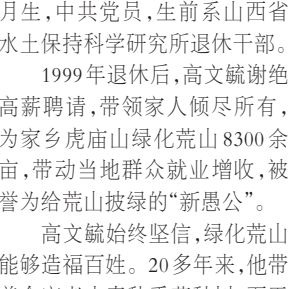 月生，中共党员，生前系山西省
水土保持科学研究所退休干部。
1999年退休后，高文毓谢绝
高薪聘请，带领家人倾尽所有，
为家乡虎庙山绿化荒山8300余
亩，带动当地群众就业增收，被
誉为给荒山披绿的“新愚公”。
高文毓始终坚信，绿化荒山
能够造福百姓。20多年来，他带